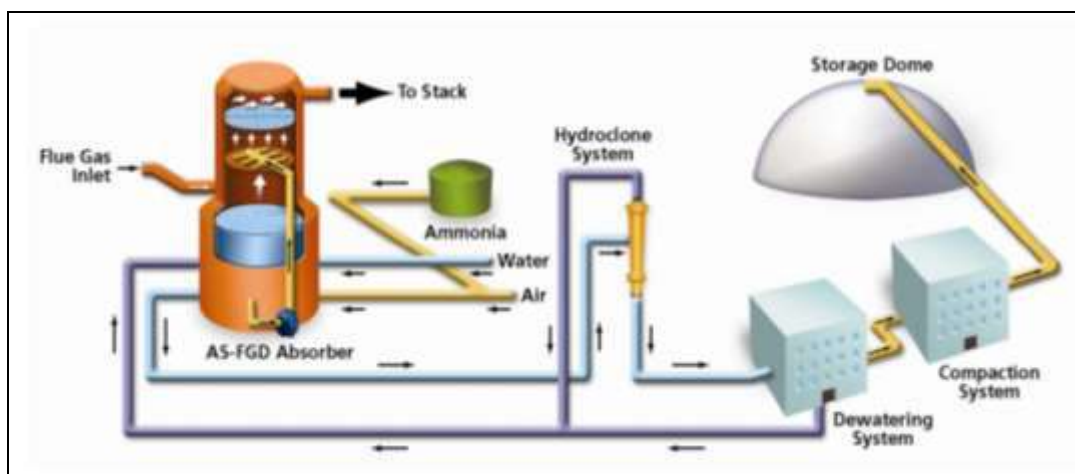 Storage Dome
To Stack
Hydroclone
System
Flue Gas
Inlet
Ammonia
Water
Air
AS-FGD Absorber
Compaction
System
Dewatering
System